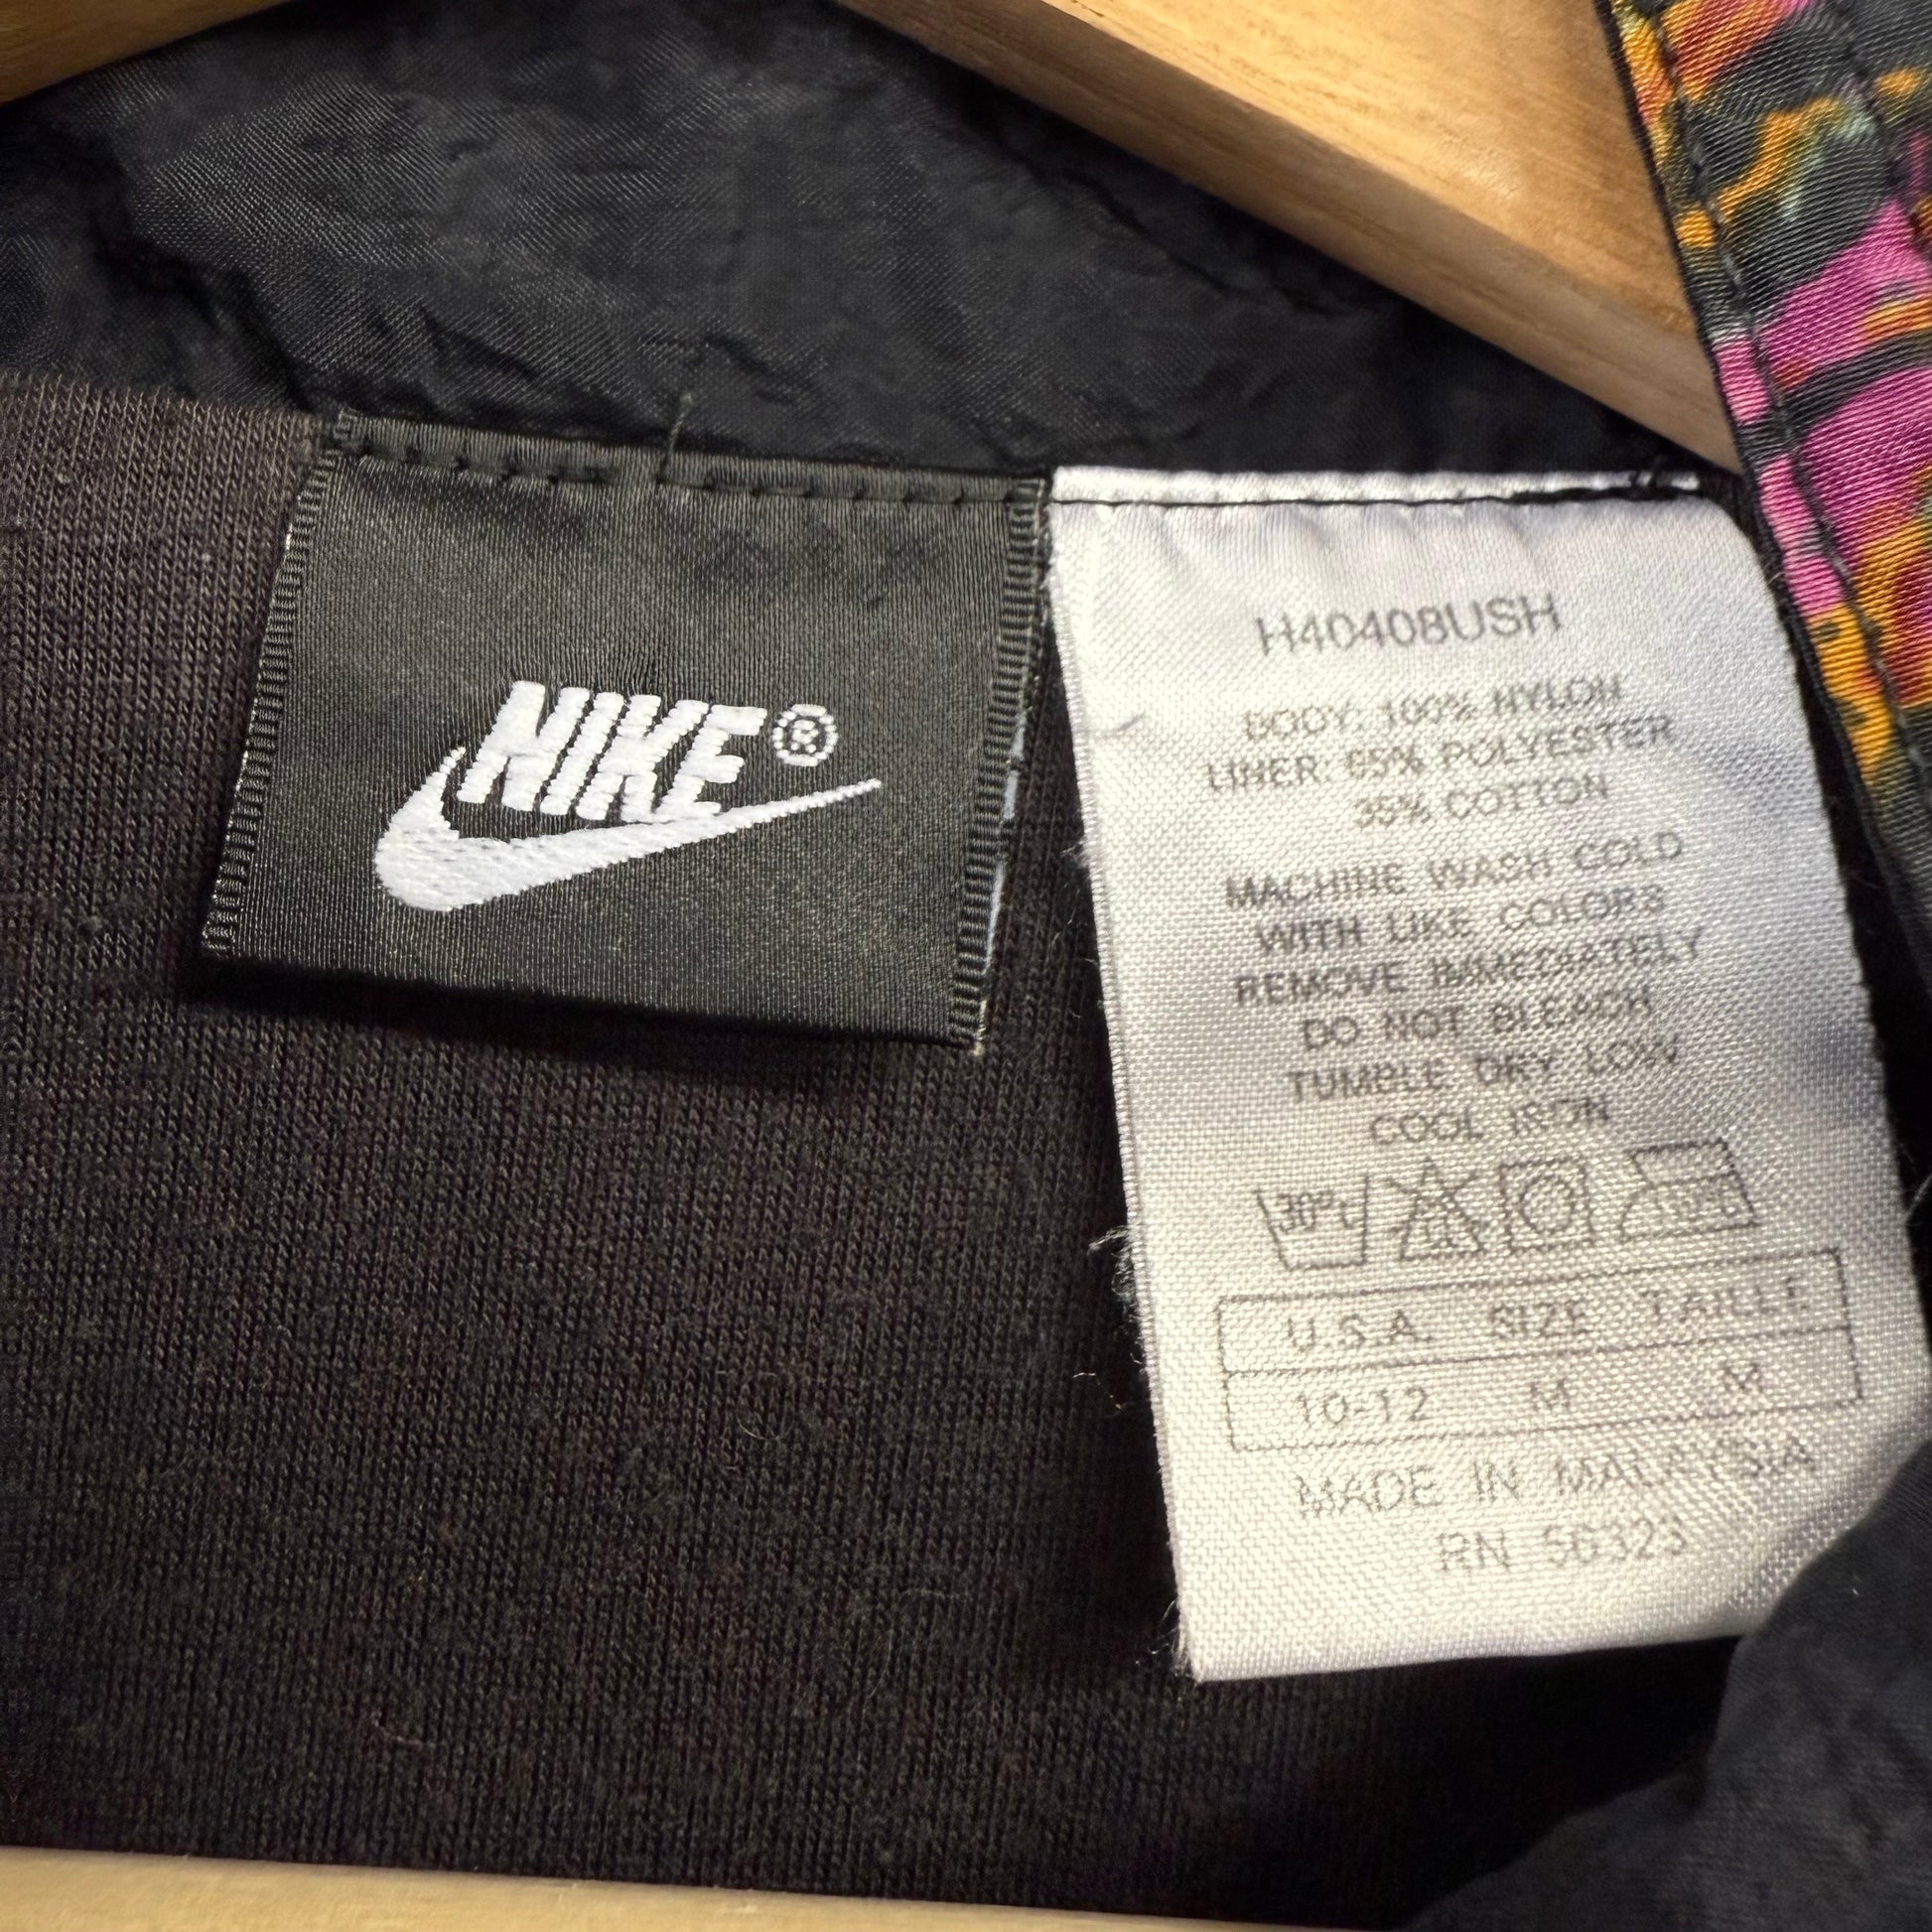 NIKE®
H40408USH
BODY: 100% NYLON
LINER: 65% POLYESTER
35% COTTON
MACHINE WASH COLD
WITH LIKE COLORS
REMOVE IMMEDIATELY
DO NOT BLEACH
TUMBLE DRY LOW
COOL IRON
30°C
U.S.A. SIZE TAILLE
10-12 M M
MADE IN MALAYSIA
RN 56323